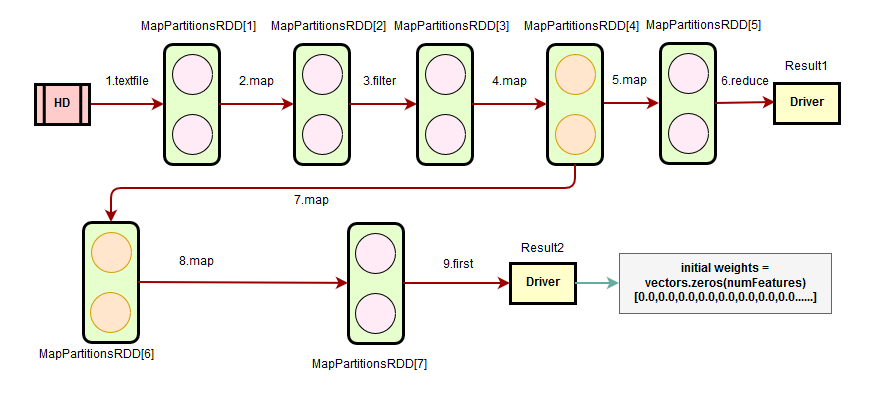 MapPartitionsRDD[1]
MapPartitionsRDD[2]
MapPartitionsRDD[3]
MapPartitionsRDD[4]
MapPartitionsRDD[5]
HD
1.textfile
2.map
3.filter
4.map
5.map
6.reduce
Result1
Driver
7.map
8.map
9.first
Result2
Driver
initial weights =
vectors.zeros(numFeatures)
[0.0,0.0,0.0,0.0,0.0,0.0,0.0,0.0......]
MapPartitionsRDD[6]
MapPartitionsRDD[7]